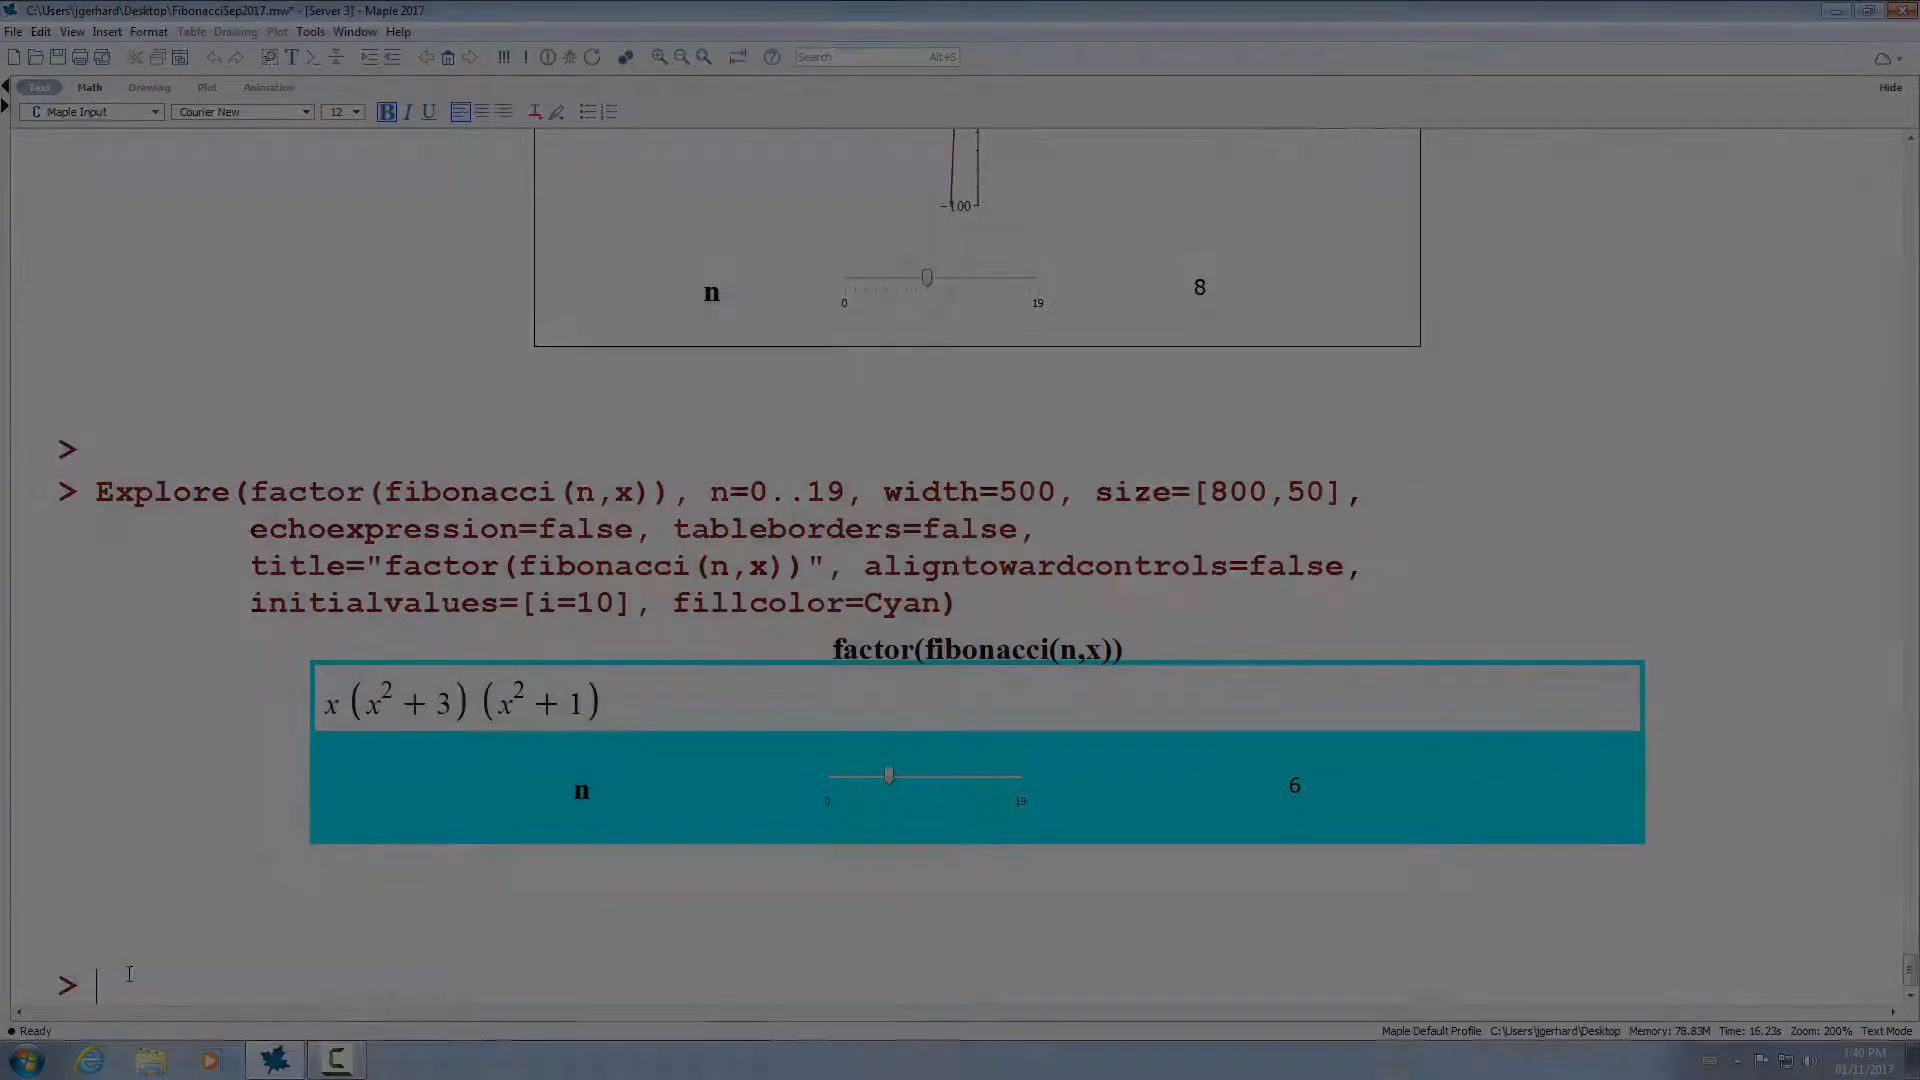 C:\Users\jgerhard\Desktop\FibonacciSep2017.mw* - [Server 3] - Maple 2017
File Edit View Insert Format Table Drawing Plot Tools Window Help
Search Alt+S
Text Math Drawing Plot Animation Hide
C Maple Input Courier New 12 B I U
-100
n 0 19 8
>
> Explore(factor(fibonacci(n,x)), n=0..19, width=500, size=[800,50],
echoexpression=false, tableborders=false,
title="factor(fibonacci(n,x))", aligntowardcontrols=false,
initialvalues=[i=10], fillcolor=Cyan)
factor(fibonacci(n,x))
x (x² + 3) (x² + 1)
n 0 19 6
>
Ready Maple Default Profile C:\Users\jgerhard\Desktop Memory: 78.83M Time: 16.23s Zoom: 200% Text Mode
1:40 PM
01/11/2017